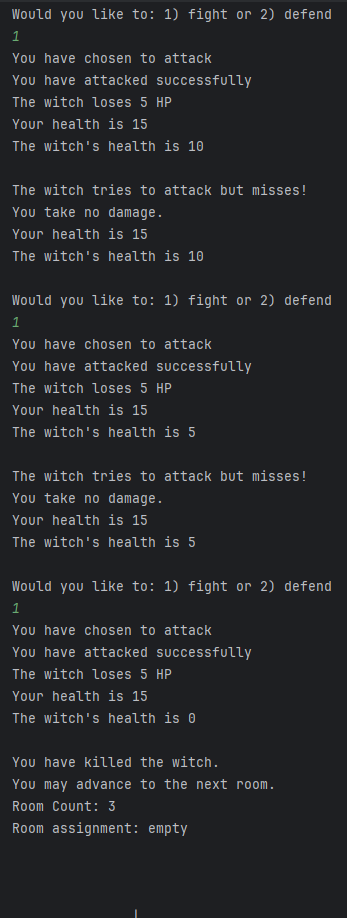 Would you like to: 1) fight or 2) defend
1
You have chosen to attack
You have attacked successfully
The witch loses 5 HP
Your health is 15
The witch's health is 10
The witch tries to attack but misses!
You take no damage.
Your health is 15
The witch's health is 10
Would you like to: 1) fight or 2) defend
1
You have chosen to attack
You have attacked successfully
The witch loses 5 HP
Your health is 15
The witch's health is 5
The witch tries to attack but misses!
You take no damage.
Your health is 15
The witch's health is 5
Would you like to: 1) fight or 2) defend
1
You have chosen to attack
You have attacked successfully
The witch loses 5 HP
Your health is 15
The witch's health is 0
You have killed the witch.
You may advance to the next room.
Room Count: 3
Room assignment: empty